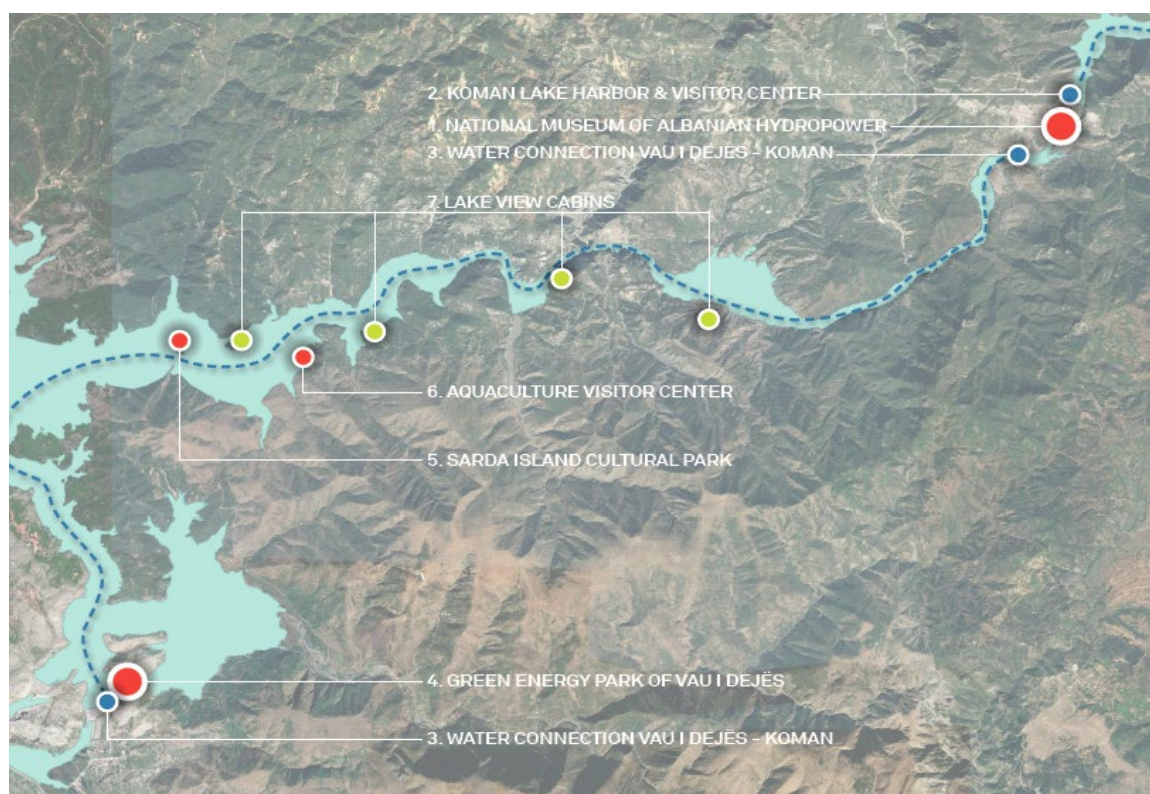 2. KOMAN LAKE HARBOR & VISITOR CENTER
1. NATIONAL MUSEUM OF ALBANIAN HYDROPOWER
3. WATER CONNECTION VAU I DEJËS - KOMAN
7. LAKE VIEW CABINS
6. AQUACULTURE VISITOR CENTER
5. SARDA ISLAND CULTURAL PARK
4. GREEN ENERGY PARK OF VAU I DEJËS
3. WATER CONNECTION VAU I DEJËS - KOMAN